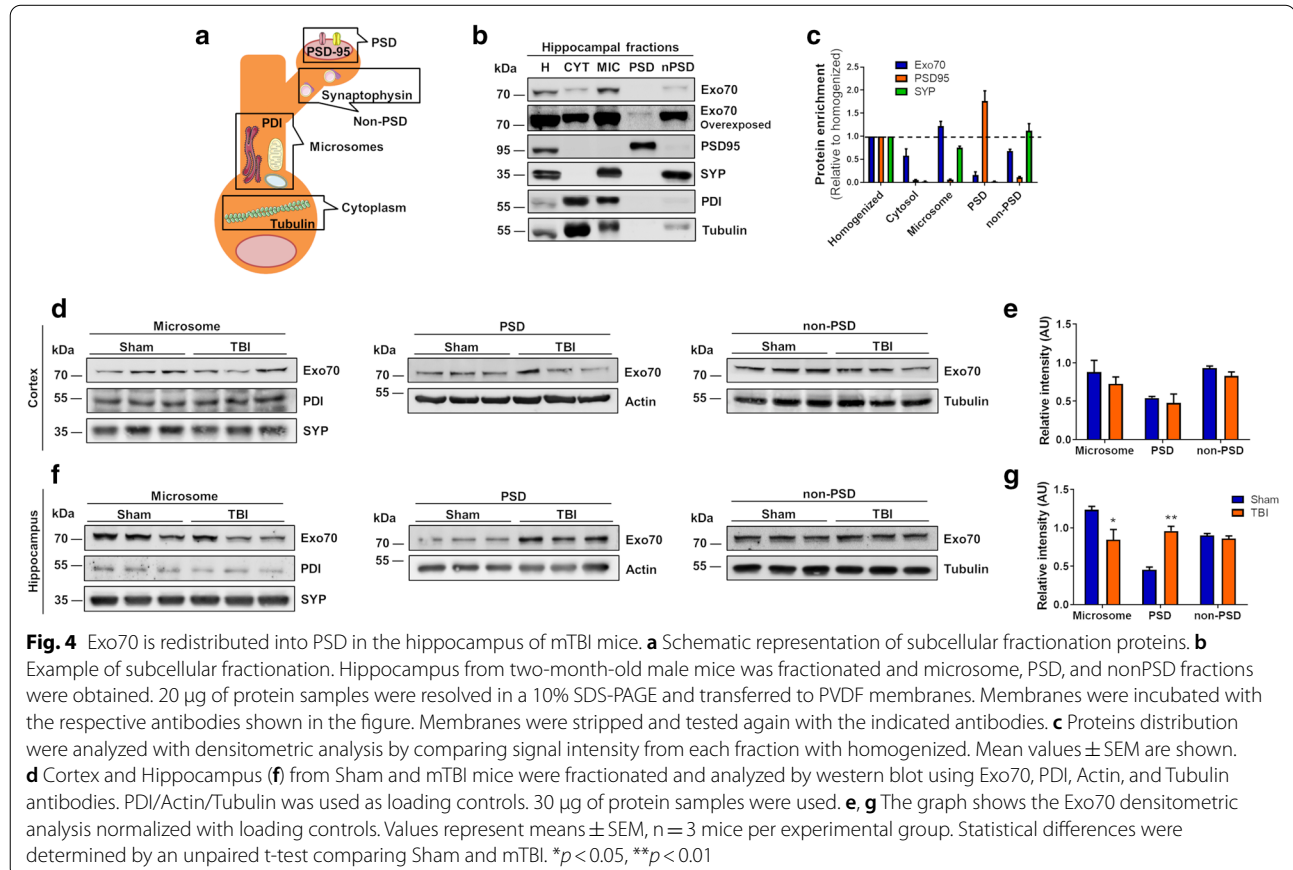 a
PSD-95
PSD
Synaptophysin
Non-PSD
PDI
Microsomes
Cytoplasm
Tubulin
b
Hippocampal fractions
kDa H CYT MIC PSD nPSD
70 Exo70
70 Exo70 Overexposed
95 PSD95
35 SYP
55 PDI
55 Tubulin
c
Exo70
PSD95
SYP
Protein enrichment
(Relative to homogenized)
2.5
2.0
1.5
1.0
0.5
0.0
Homogenized Cytosol Microsome PSD non-PSD
d
Cortex
Microsome
kDa Sham TBI
70 Exo70
55 PDI
35 SYP
PSD
kDa Sham TBI
70 Exo70
55 Actin
non-PSD
kDa Sham TBI
70 Exo70
55 Tubulin
e
Relative intensity (AU)
1.5
1.0
0.5
0.0
Microsome PSD non-PSD
f
Hippocampus
Microsome
kDa Sham TBI
70 Exo70
55 PDI
35 SYP
PSD
kDa Sham TBI
70 Exo70
55 Actin
non-PSD
kDa Sham TBI
70 Exo70
55 Tubulin
g
Relative intensity (AU)
1.5
1.0
0.5
0.0
Sham
TBI
* **
Microsome PSD non-PSD
Fig. 4 Exo70 is redistributed into PSD in the hippocampus of mTBI mice. a Schematic representation of subcellular fractionation proteins. b
Example of subcellular fractionation. Hippocampus from two-month-old male mice was fractionated and microsome, PSD, and nonPSD fractions
were obtained. 20 µg of protein samples were resolved in a 10% SDS-PAGE and transferred to PVDF membranes. Membranes were incubated with
the respective antibodies shown in the figure. Membranes were stripped and tested again with the indicated antibodies. c Proteins distribution
were analyzed with densitometric analysis by comparing signal intensity from each fraction with homogenized. Mean values ± SEM are shown.
d Cortex and Hippocampus (f) from Sham and mTBI mice were fractionated and analyzed by western blot using Exo70, PDI, Actin, and Tubulin
antibodies. PDI/Actin/Tubulin was used as loading controls. 30 µg of protein samples were used. e, g The graph shows the Exo70 densitometric
analysis normalized with loading controls. Values represent means ± SEM, n = 3 mice per experimental group. Statistical differences were
determined by an unpaired t-test comparing Sham and mTBI. *p < 0.05, **p < 0.01